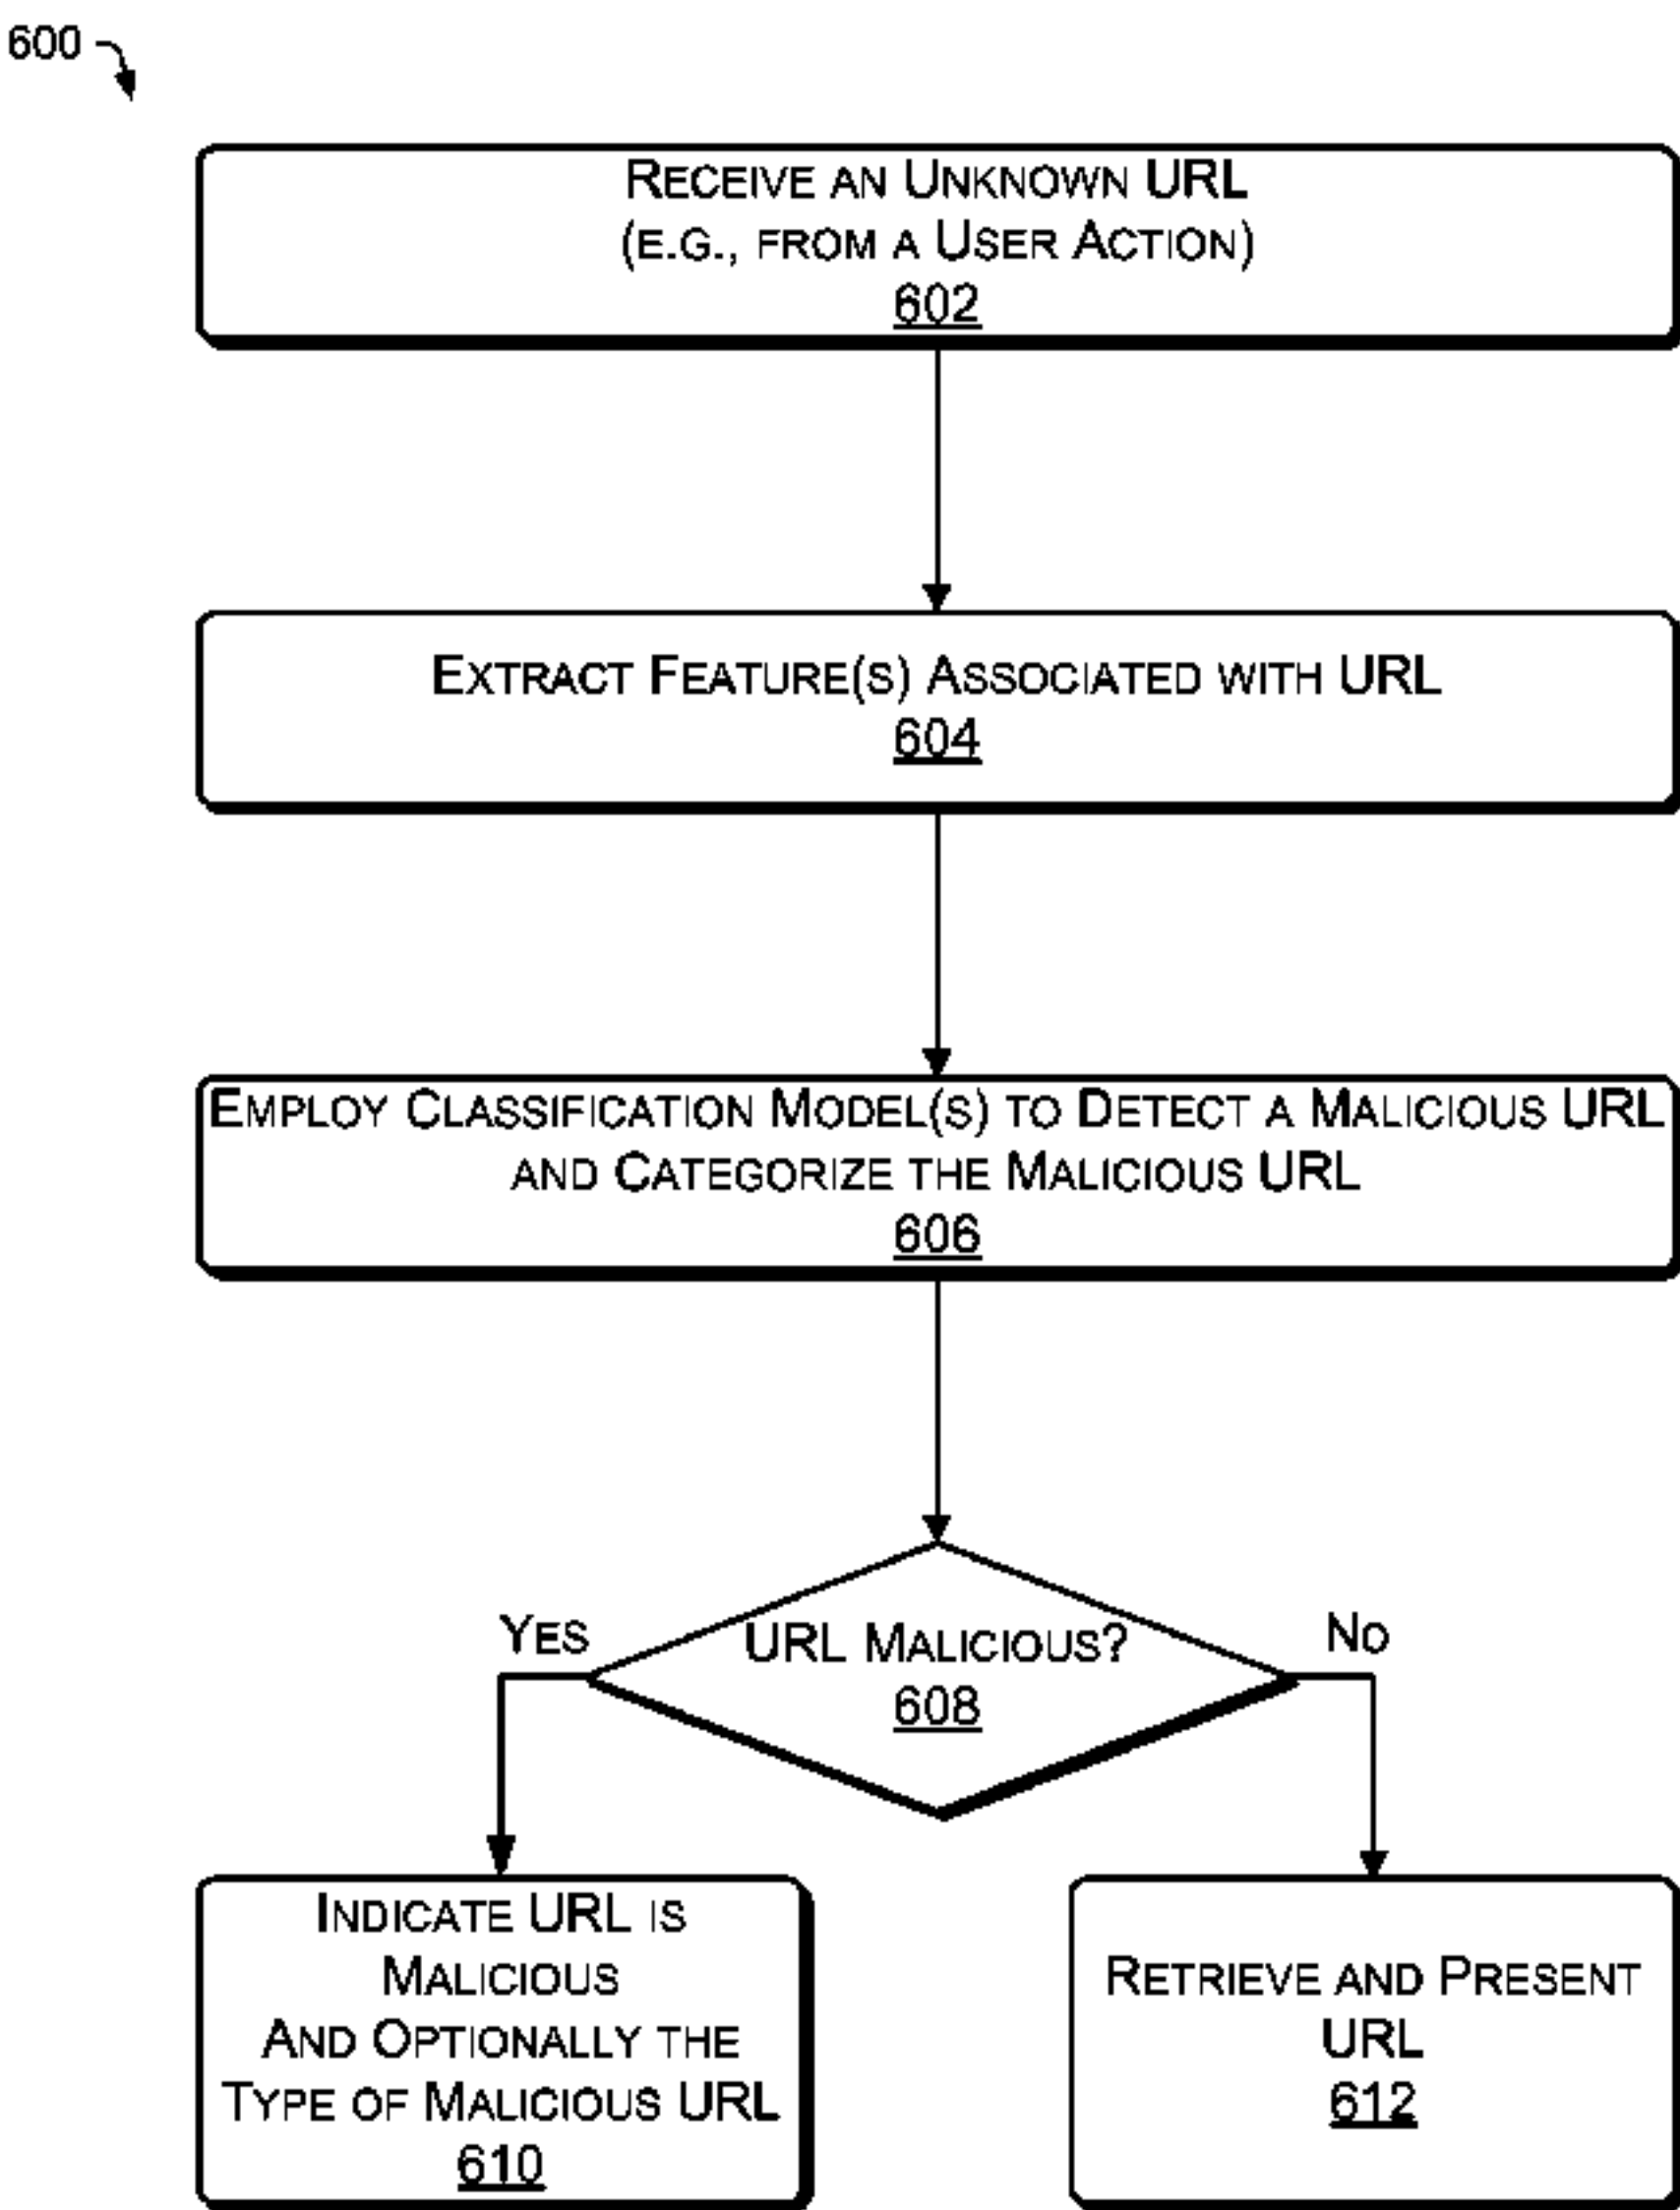 600
RECEIVE AN UNKNOWN URL
(E.G., FROM A USER ACTION)
602
EXTRACT FEATURE(S) ASSOCIATED WITH URL
604
EMPLOY CLASSIFICATION MODEL(S) TO DETECT A MALICIOUS URL
AND CATEGORIZE THE MALICIOUS URL
606
URL MALICIOUS?
608
YES
NO
INDICATE URL IS
MALICIOUS
AND OPTIONALLY THE
TYPE OF MALICIOUS URL
610
RETRIEVE AND PRESENT
URL
612